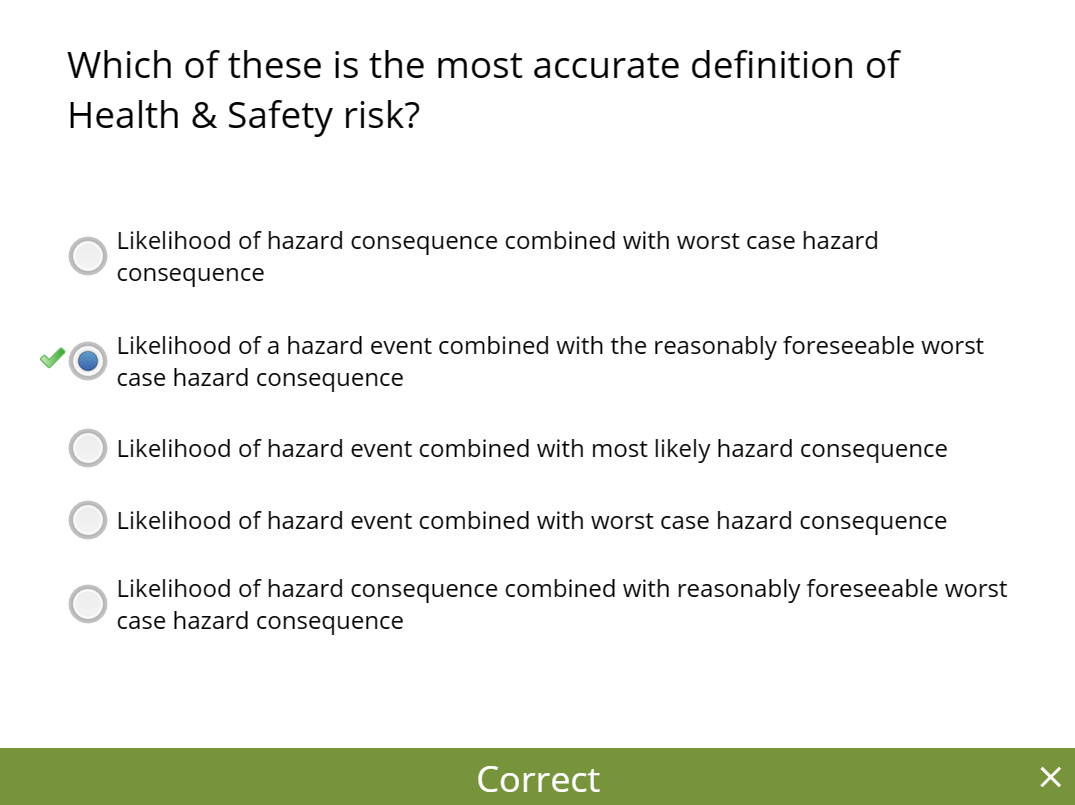 Which of these is the most accurate definition of
Health & Safety risk?
Likelihood of hazard consequence combined with worst case hazard
consequence
Likelihood of a hazard event combined with the reasonably foreseeable worst
case hazard consequence
Likelihood of hazard event combined with most likely hazard consequence
Likelihood of hazard event combined with worst case hazard consequence
Likelihood of hazard consequence combined with reasonably foreseeable worst
case hazard consequence
Correct